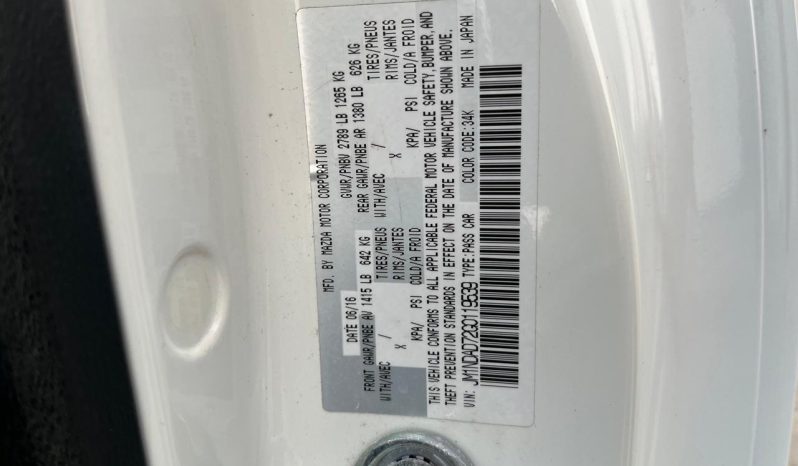 MFD. BY MAZDA MOTOR CORPORATION
DATE 06/16 GVWR/PNBV 2789 LB 1265 KG
FRONT GAWR/PNBE AV 1415 LB 642 KG REAR GAWR/PNBE AR 1380 LB 626 KG
WITH/AVEC / TIRES/PNEUS WITH/AVEC / TIRES/PNEUS
X RIMS/JANTES X RIMS/JANTES
KPA/ PSI COLD/A FROID KPA/ PSI COLD/A FROID
THIS VEHICLE CONFORMS TO ALL APPLICABLE FEDERAL MOTOR VEHICLE SAFETY, BUMPER, AND
THEFT PREVENTION STANDARDS IN EFFECT ON THE DATE OF MANUFACTURE SHOWN ABOVE.
VIN: JM1NDAD72G0119539 TYPE:PASS CAR COLOR CODE:34K MADE IN JAPAN